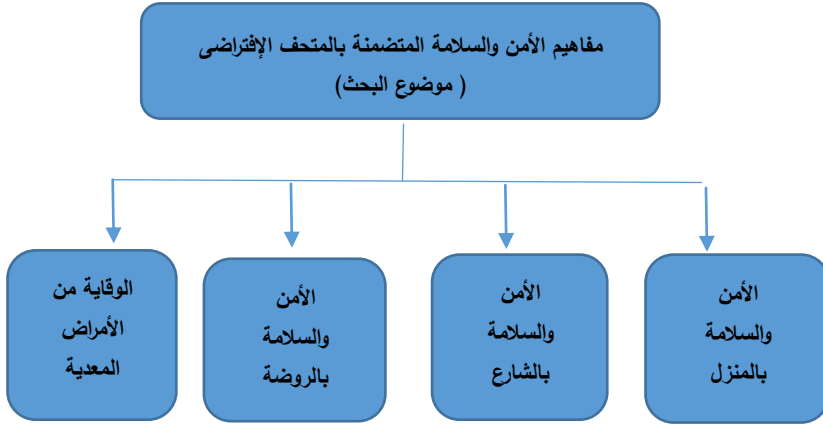 مفاهيم الأمن والسلامة المتضمنة بالمتحف الإفتراضى
( موضوع البحث)
الأمن
والسلامة
بالمنزل
الأمن
والسلامة
بالشارع
الأمن
والسلامة
بالروضة
الوقاية من
الأمراض
المعدية